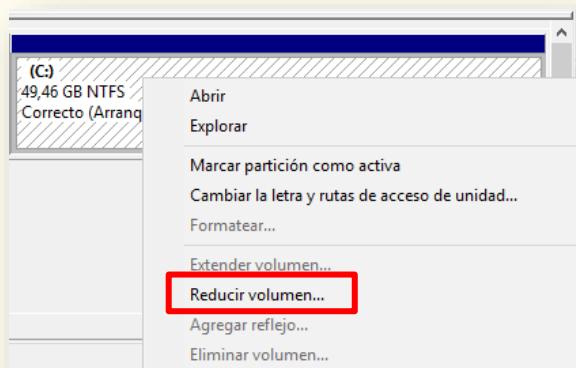 (C:)
49,46 GB NTFS
Correcto (Arranq
Abrir
Explorar
Marcar partición como activa
Cambiar la letra y rutas de acceso de unidad...
Formatear...
Extender volumen...
Reducir volumen...
Agregar reflejo...
Eliminar volumen...